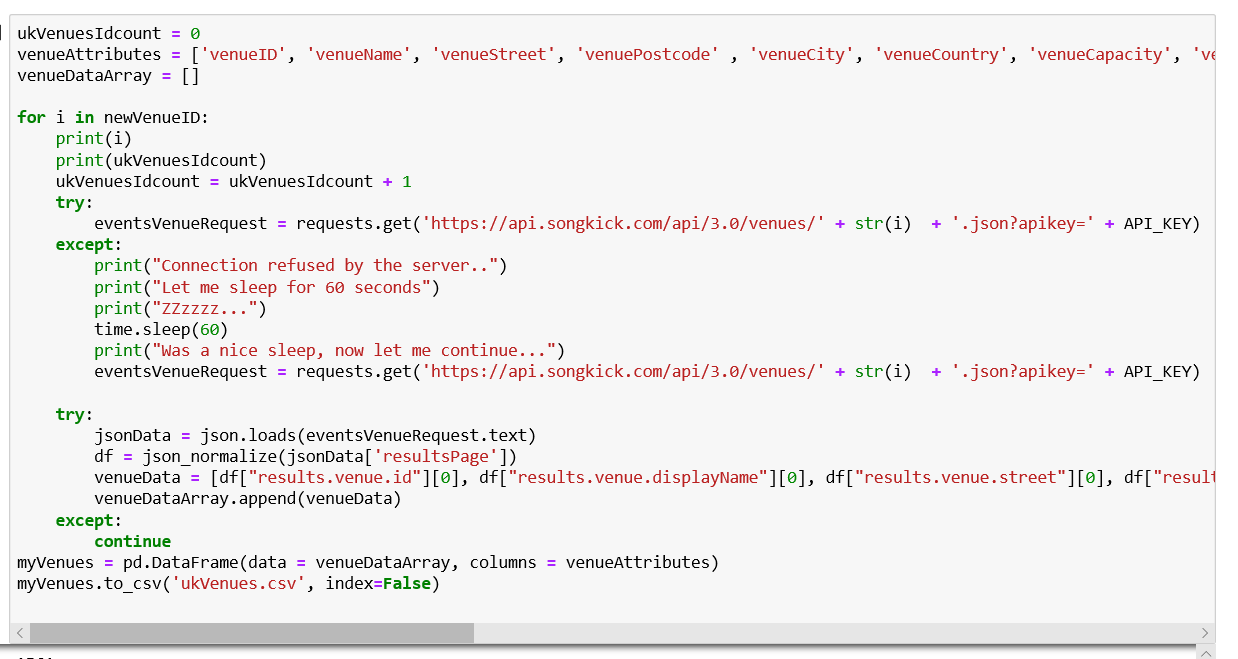 ukVenuesIdcount = 0
venueAttributes = ['venueID', 'venueName', 'venueStreet', 'venuePostcode' , 'venueCity', 'venueCountry', 'venueCapacity', 've
venueDataArray = []
for i in newVenueID:
    print(i)
    print(ukVenuesIdcount)
    ukVenuesIdcount = ukVenuesIdcount + 1
    try:
        eventsVenueRequest = requests.get('https://api.songkick.com/api/3.0/venues/' + str(i)  + '.json?apikey=' + API_KEY)
    except:
        print("Connection refused by the server..")
        print("Let me sleep for 60 seconds")
        print("ZZzzzz...")
        time.sleep(60)
        print("Was a nice sleep, now let me continue...")
        eventsVenueRequest = requests.get('https://api.songkick.com/api/3.0/venues/' + str(i)  + '.json?apikey=' + API_KEY)
    try:
        jsonData = json.loads(eventsVenueRequest.text)
        df = json_normalize(jsonData['resultsPage'])
        venueData = [df["results.venue.id"][0], df["results.venue.displayName"][0], df["results.venue.street"][0], df["result
        venueDataArray.append(venueData)
    except:
        continue
myVenues = pd.DataFrame(data = venueDataArray, columns = venueAttributes)
myVenues.to_csv('ukVenues.csv', index=False)